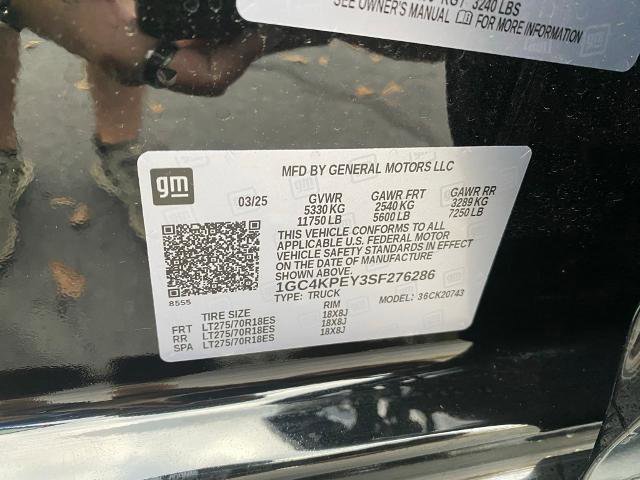 KG) 3240 LBS
SEE OWNER'S MANUAL FOR MORE INFORMATION
gm
MFD BY GENERAL MOTORS LLC
03/25 GVWR GAWR FRT GAWR RR
5330 KG 2540 KG 3289 KG
11750 LB 5600 LB 7250 LB
THIS VEHICLE CONFORMS TO ALL
APPLICABLE U.S. FEDERAL MOTOR
VEHICLE SAFETY STANDARDS IN EFFECT
ON THE DATE OF MANUFACTURE
SHOWN ABOVE.
1GC4KPEY3SF276286
8555
TYPE: TRUCK MODEL: 36CK20743
TIRE SIZE RIM
FRT LT275/70R18ES 18X8J
RR LT275/70R18ES 18X8J
SPA LT275/70R18ES 18X8J